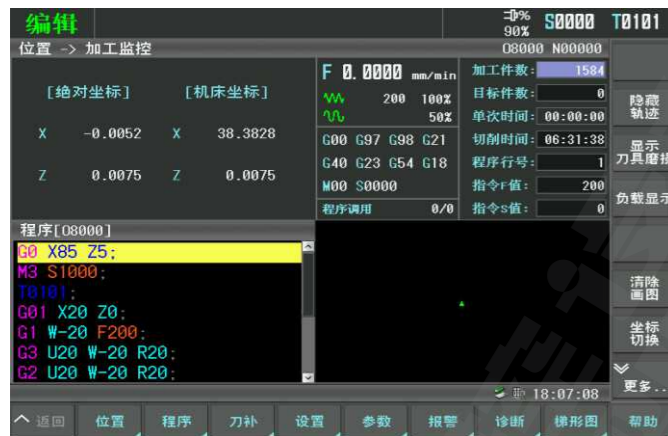 编辑
90%
S0000
T0101
位置 -> 加工监控
O8000 N00000
[绝对坐标]
[机床坐标]
X -0.0052
X 38.3828
Z 0.0075
Z 0.0075
F 0.0000 mm/min
200 100%
50%
G00 G97 G98 G21
G40 G23 G54 G18
M00 S0000
程序调用 0/0
加工件数: 1584
目标件数: 0
单次时间: 00:00:00
切削时间: 06:31:38
程序行号: 1
指令F值: 200
指令S值: 0
隐藏
轨迹
显示
刀具磨损
负载显示
清除
画图
坐标
切换
更多..
程序[O8000]
G0 X85 Z5;
M3 S1000;
T0101;
G01 X20 Z0;
G1 W-20 F200;
G3 U20 W-20 R20;
G2 U20 W-20 R20;
18:07:08
返回
位置
程序
刀补
设置
参数
报警
诊断
梯形图
帮助